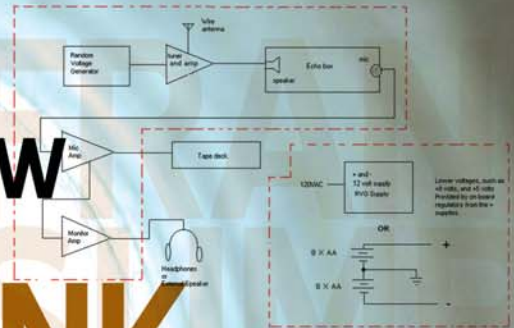 Wire
antenna
Random
Voltage
Generator
tuner
and amp
Echo box
mic
speaker
Mic
Amp
Tape deck
W
120VAC
+ and -
12 volt supply
RVG Supply
Lower voltages, such as
+9 volts, and +5 volts
Provided by on-board
regulators from the +
supplies.
OR
Monitor
Amp
8 X AA
+
8 X AA
-
Headphones
or
External Speaker
NK